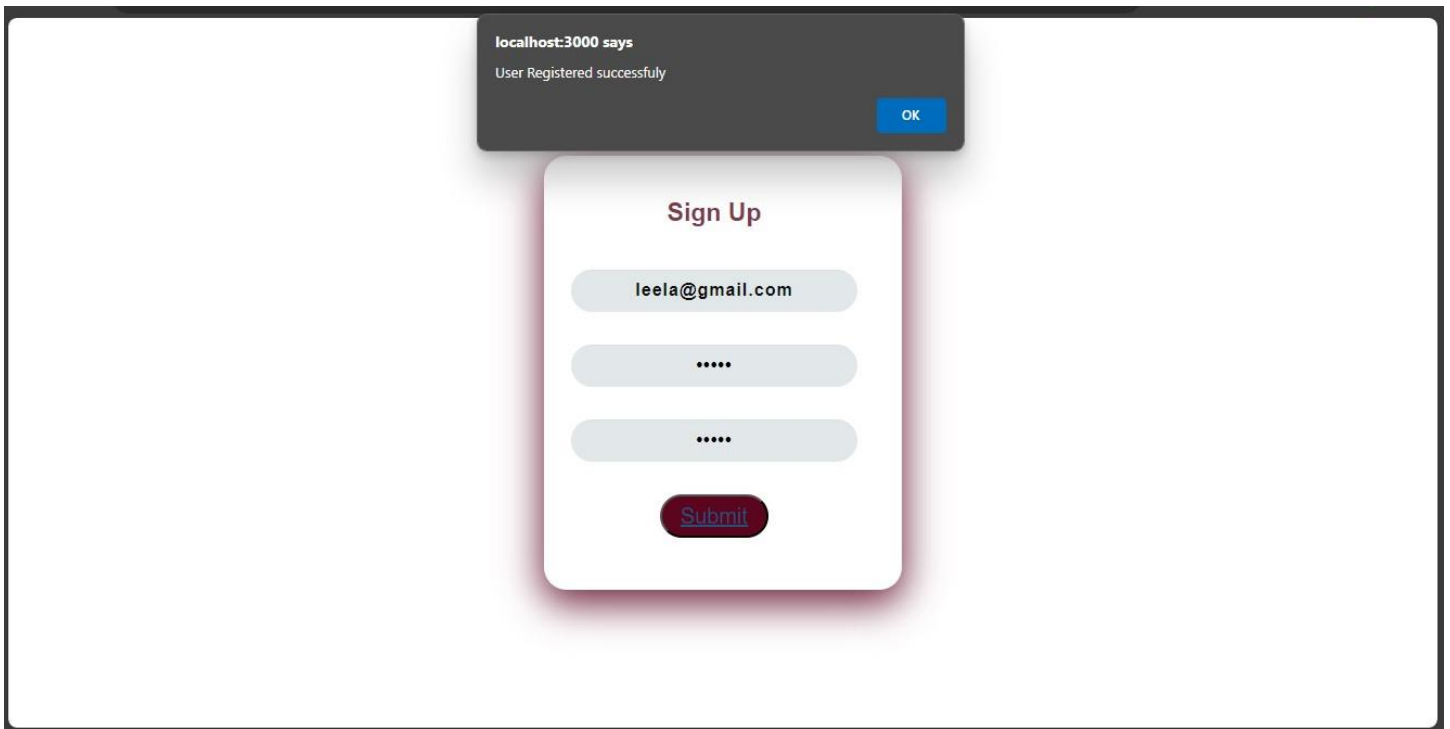 localhost:3000 says
User Registered successfuly
OK
Sign Up
leela@gmail.com
•••••
•••••
Submit